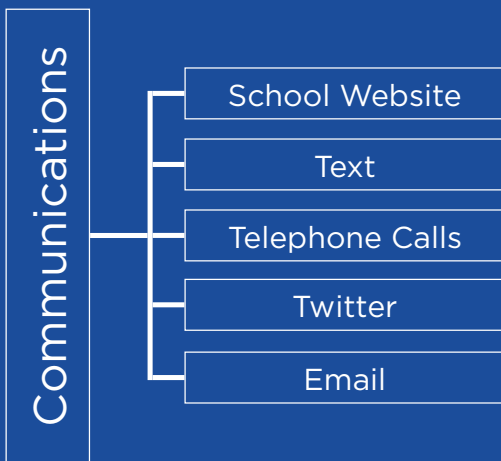 Communications
School Website
Text
Telephone Calls
Twitter
Email